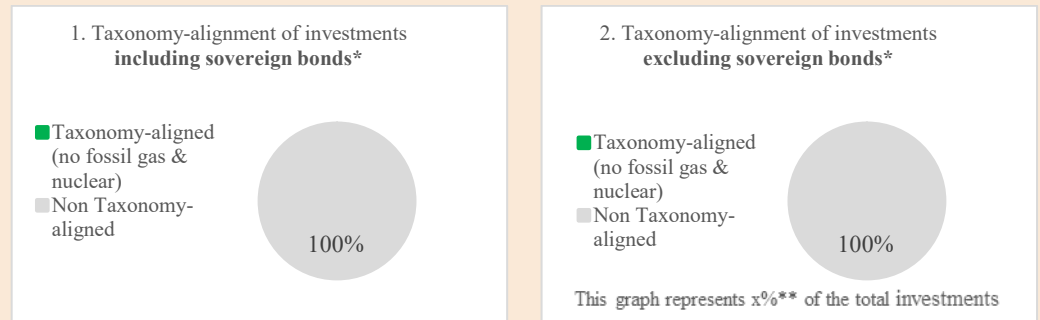 1. Taxonomy-alignment of investments
including sovereign bonds*
Taxonomy-aligned
(no fossil gas &
nuclear)
Non Taxonomy-
aligned
100%
2. Taxonomy-alignment of investments
excluding sovereign bonds*
Taxonomy-aligned
(no fossil gas &
nuclear)
Non Taxonomy-
aligned
100%
This graph represents x%** of the total investments